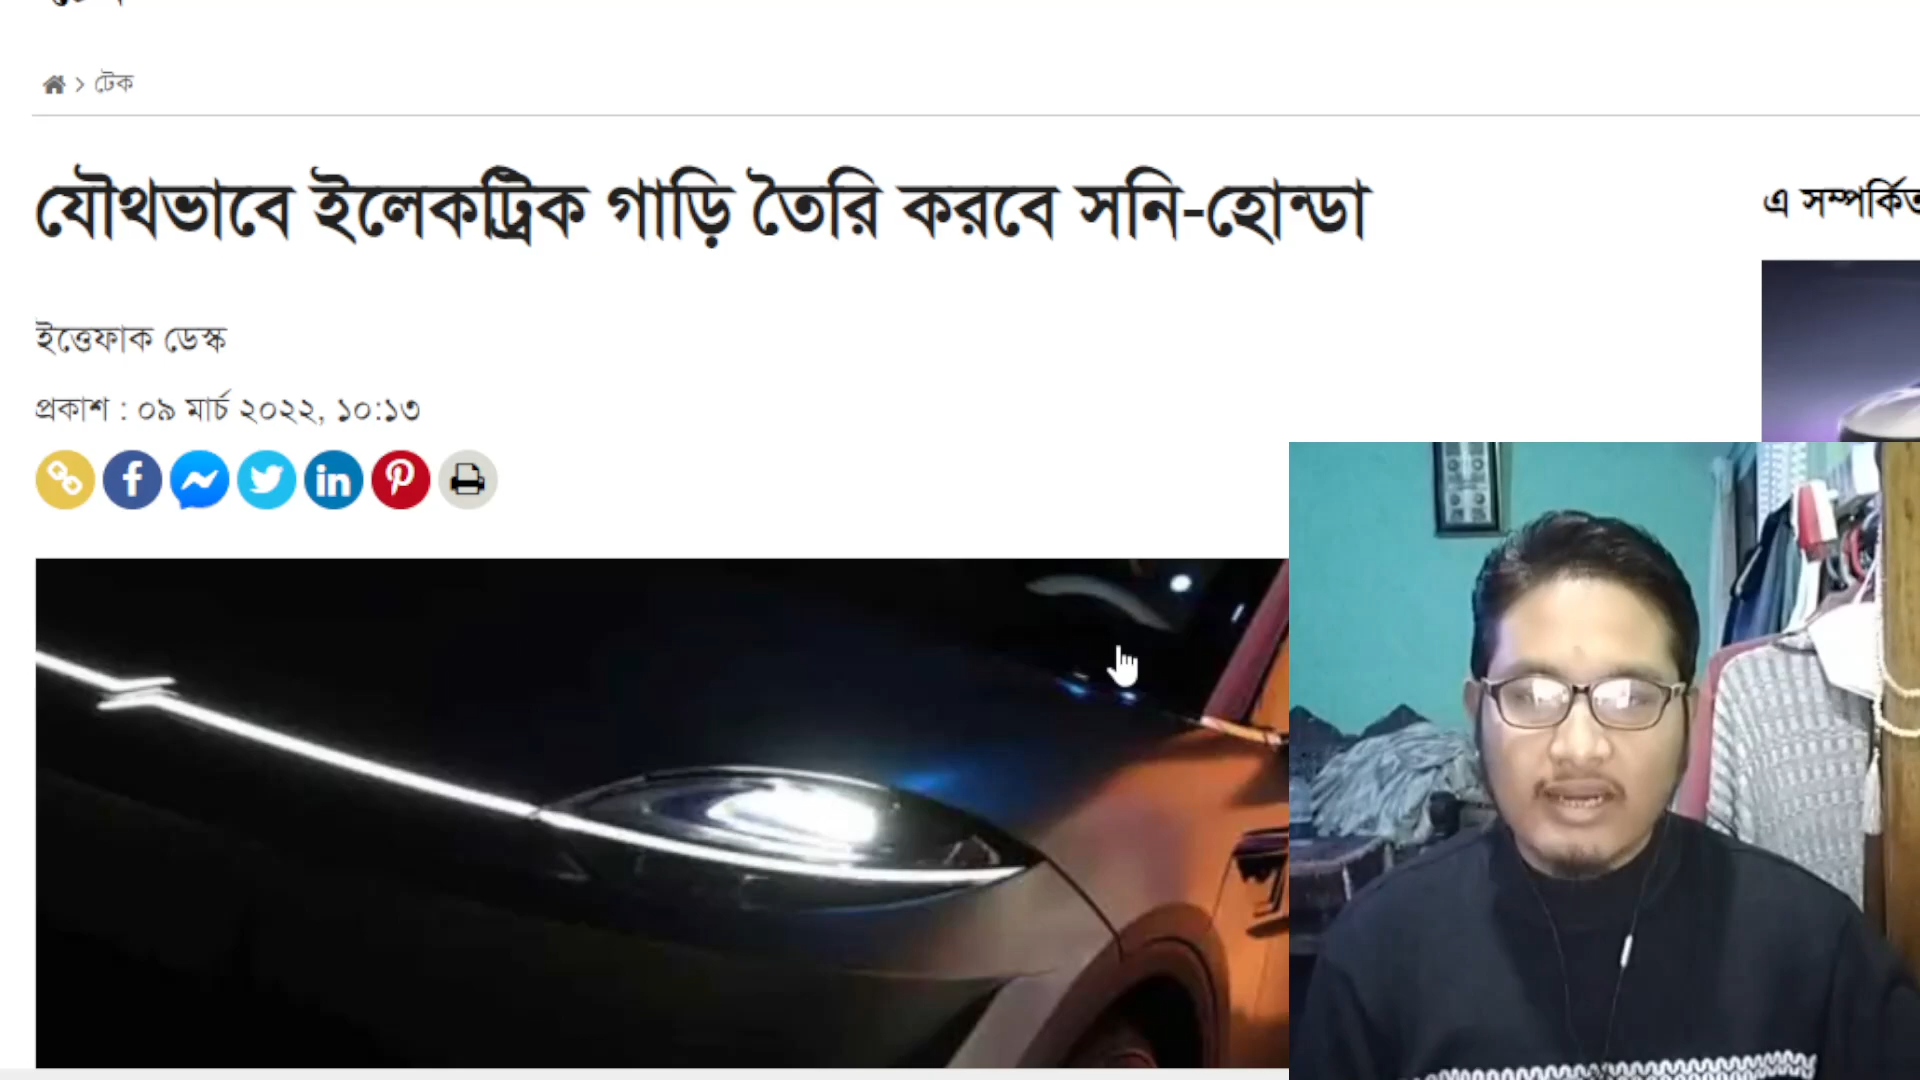 টেক
যৌথভাবে ইলেকট্রিক গাড়ি তৈরি করবে সনি-হোন্ডা
ইত্তেফাক ডেস্ক
প্রকাশ : ০৯ মার্চ ২০২২, ১০:১৩
এ সম্পর্কিত